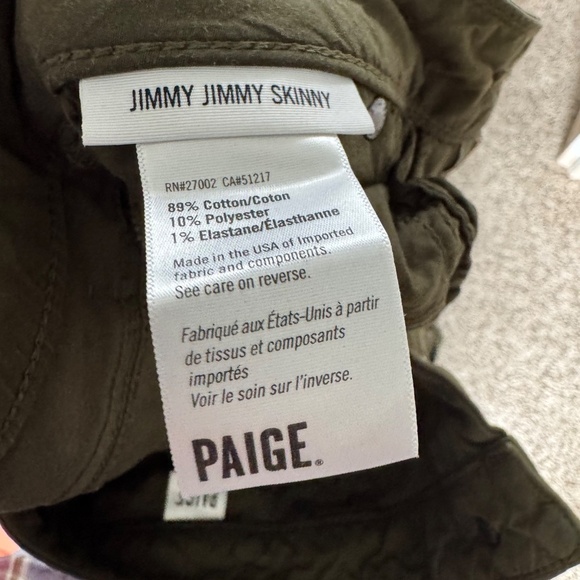 JIMMY JIMMY SKINNY
RN#27002 CA#51217
89% Cotton/Coton
10% Polyester
1% Elastane/Élasthanne
Made in the USA of Imported
fabric and components.
See care on reverse.
Fabriqué aux États-Unis à partir
de tissus et composants
importés
Voir le soin sur l'inverse.
PAIGE®